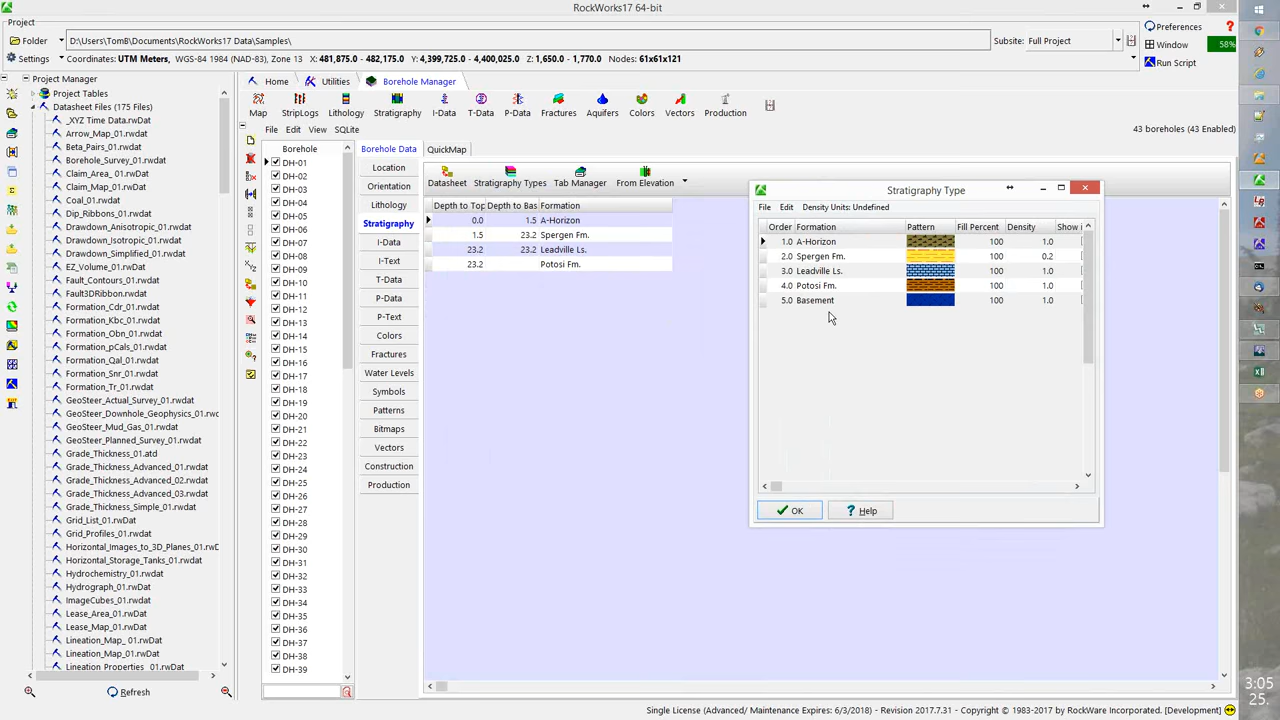 RockWorks17 64-bit
Project
Folder D:\Users\TomB\Documents\RockWorks17 Data\Samples\ Subsite: Full Project
Preferences
Window 58%
Settings Coordinates: UTM Meters, WGS-84 1984 (NAD-83), Zone 13 X: 481,875.0 - 482,175.0 Y: 4,399,725.0 - 4,400,025.0 Z: 1,650.0 - 1,770.0 Nodes: 61x61x121
Run Script
Project Manager
Home Utilities Borehole Manager
Project Tables
Datasheet Files (175 Files)
_XYZ Time Data.rwDat
Arrow_Map_01.rwDat
Beta_Pairs_01.rwDat
Borehole_Survey_01.rwdat
Claim_Area_ 01.rwDat
Claim_Map_01.rwDat
Coal_01.rwDat
Dip_Ribbons_01.rwDat
Drawdown_Anisotropic_01.rwDat
Drawdown_Isotropic_01.rwDat
Drawdown_Simplified_01.rwDat
EZ_Volume_01.rwDat
Fault_Contours_01.rwDat
Fault3DRibbon.rwDat
Formation_Cdr_01.rwDat
Formation_Kbc_01.rwDat
Formation_Obn_01.rwDat
Formation_pCals_01.rwDat
Formation_Qal_01.rwDat
Formation_Snr_01.rwDat
Formation_Tr_01.rwDat
GeoSteer_Actual_Survey_01.rwDat
GeoSteer_Downhole_Geophysics_01.rwD
GeoSteer_Mud_Gas_01.rwDat
GeoSteer_Planned_Survey_01.rwDat
Grade_Thickness_01.atd
Grade_Thickness_Advanced_01.rwDat
Grade_Thickness_Advanced_02.rwDat
Grade_Thickness_Advanced_03.rwDat
Grade_Thickness_Simple_01.rwDat
Grid_List_01.rwDat
Grid_Profiles_01.rwDat
Horizontal_Images_to_3D_Planes_01.rwD
Horizontal_Storage_Tanks_01.rwDat
Hydrochemistry_01.rwDat
Hydrograph_01.rwDat
ImageCubes_01.rwDat
Lease_Area_01.rwDat
Lease_Map_01.rwDat
Lineation_Map_ 01.rwDat
Lineation_Map_01.rwDat
Lineation_Properties_01.rwDat
Refresh
Map StripLogs Lithology Stratigraphy I-Data T-Data P-Data Fractures Aquifers Colors Vectors Production
File Edit View SQLite
43 boreholes (43 Enabled)
Borehole
DH-01
DH-02
DH-03
DH-04
DH-05
DH-06
DH-07
DH-08
DH-09
DH-10
DH-11
DH-12
DH-13
DH-14
DH-15
DH-16
DH-17
DH-18
DH-19
DH-20
DH-21
DH-22
DH-23
DH-24
DH-25
DH-26
DH-27
DH-28
DH-29
DH-30
DH-31
DH-32
DH-33
DH-34
DH-35
DH-36
DH-37
DH-38
DH-39
Borehole Data
Location
Orientation
Lithology
Stratigraphy
I-Data
I-Text
T-Data
P-Data
P-Text
Colors
Fractures
Water Levels
Symbols
Patterns
Bitmaps
Vectors
Construction
Production
QuickMap
Datasheet Stratigraphy Types Tab Manager From Elevation
Depth to Top Depth to Bas Formation
0.0 1.5 A-Horizon
1.5 23.2 Spergen Fm.
23.2 23.2 Leadville Ls.
23.2 Potosi Fm.
Stratigraphy Type
File Edit Density Units: Undefined
Order Formation Pattern Fill Percent Density Show i
1.0 A-Horizon 100 1.0
2.0 Spergen Fm. 100 0.2
3.0 Leadville Ls. 100 1.0
4.0 Potosi Fm. 100 1.0
5.0 Basement 100 1.0
OK Help
3:05
25.
Single License (Advanced/ Maintenance Expires: 6/3/2018) - Revision 2017.7.31 - Copyright © 1983-2017 by RockWare Incorporated. [Development]